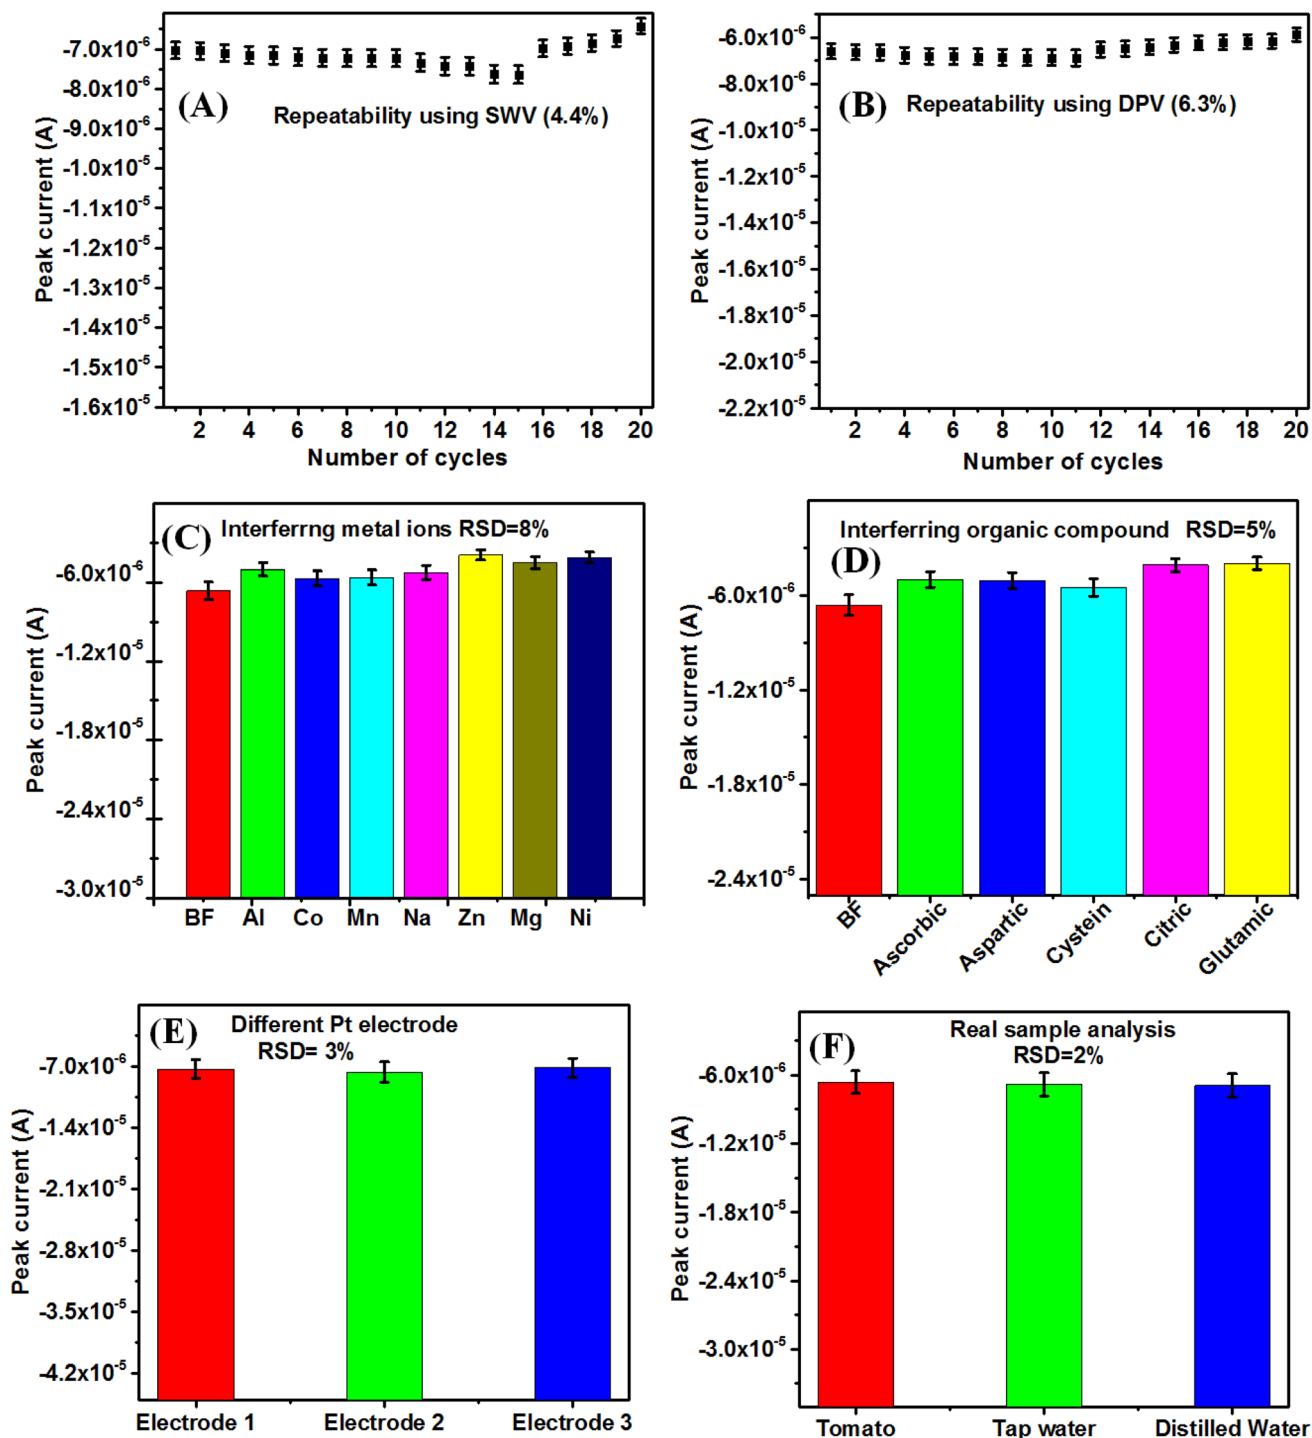 (A)
Repeatability using SWV (4.4%)
Peak current (A)
-7.0x10⁻⁶
-8.0x10⁻⁶
-9.0x10⁻⁶
-1.0x10⁻⁵
-1.1x10⁻⁵
-1.2x10⁻⁵
-1.3x10⁻⁵
-1.4x10⁻⁵
-1.5x10⁻⁵
-1.6x10⁻⁵
2 4 6 8 10 12 14 16 18 20
Number of cycles
(B)
Repeatability using DPV (6.3%)
Peak current (A)
-6.0x10⁻⁶
-8.0x10⁻⁶
-1.0x10⁻⁵
-1.2x10⁻⁵
-1.4x10⁻⁵
-1.6x10⁻⁵
-1.8x10⁻⁵
-2.0x10⁻⁵
-2.2x10⁻⁵
2 4 6 8 10 12 14 16 18 20
Number of cycles
(C)
Interferrng metal ions RSD=8%
Peak current (A)
-6.0x10⁻⁶
-1.2x10⁻⁵
-1.8x10⁻⁵
-2.4x10⁻⁵
-3.0x10⁻⁵
BF Al Co Mn Na Zn Mg Ni
(D)
Interferring organic compound RSD=5%
Peak current (A)
-6.0x10⁻⁶
-1.2x10⁻⁵
-1.8x10⁻⁵
-2.4x10⁻⁵
BF Ascorbic Aspartic Cystein Citric Glutamic
(E)
Different Pt electrode
RSD= 3%
Peak current (A)
-7.0x10⁻⁶
-1.4x10⁻⁵
-2.1x10⁻⁵
-2.8x10⁻⁵
-3.5x10⁻⁵
-4.2x10⁻⁵
Electrode 1 Electrode 2 Electrode 3
(F)
Real sample analysis
RSD=2%
Peak current (A)
-6.0x10⁻⁶
-1.2x10⁻⁵
-1.8x10⁻⁵
-2.4x10⁻⁵
-3.0x10⁻⁵
Tomato Tap water Distilled Water